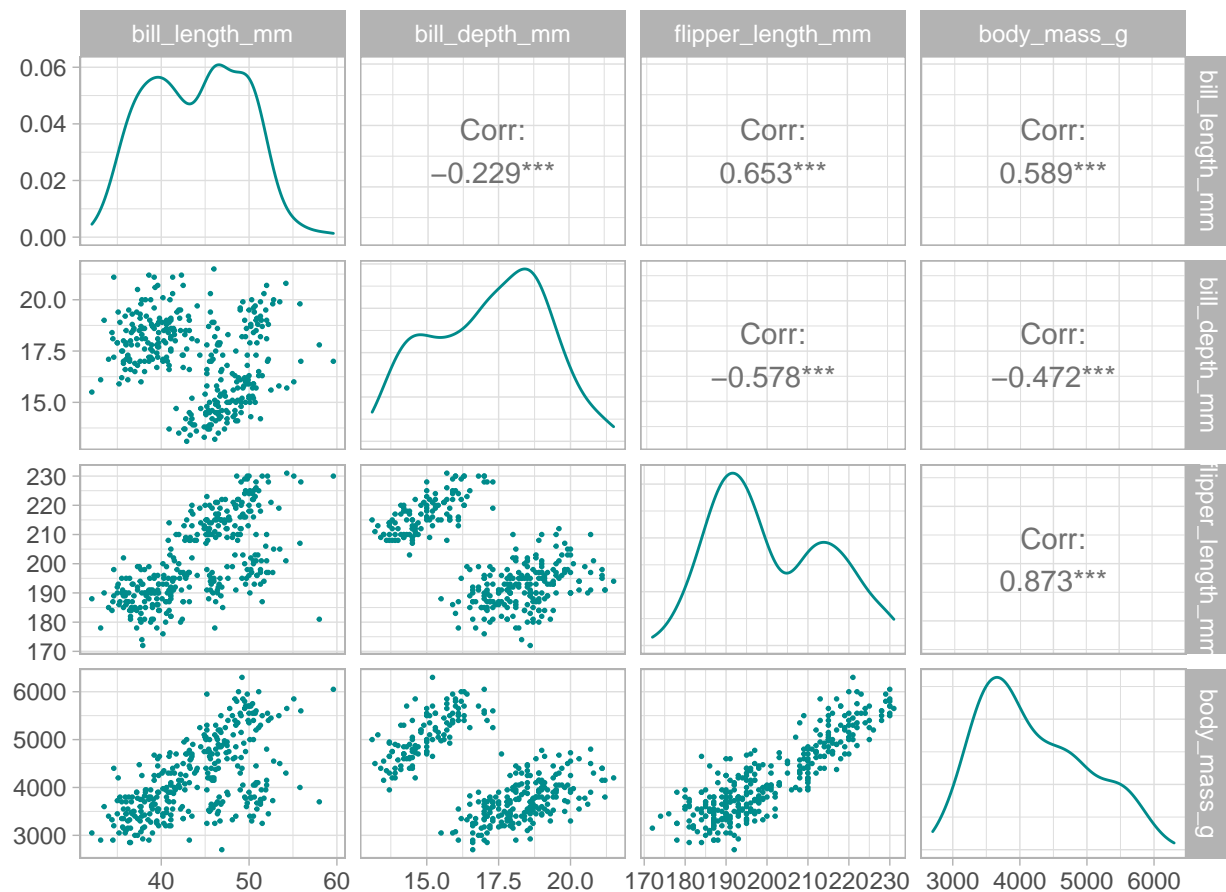 bill_length_mm bill_depth_mm flipper_length_mm body_mass_g
0.06
0.04
0.02
0.00
Corr:
−0.229***
Corr:
0.653***
Corr:
0.589***
bill_length_mm
20.0
17.5
15.0
Corr:
−0.578***
Corr:
−0.472***
bill_depth_mm
230
220
210
200
190
180
170
Corr:
0.873***
flipper_length_mm
6000
5000
4000
3000
body_mass_g
40 50 15.0 17.5 20.0 170 180 190 200 210 220 230 3000 4000 5000 6000